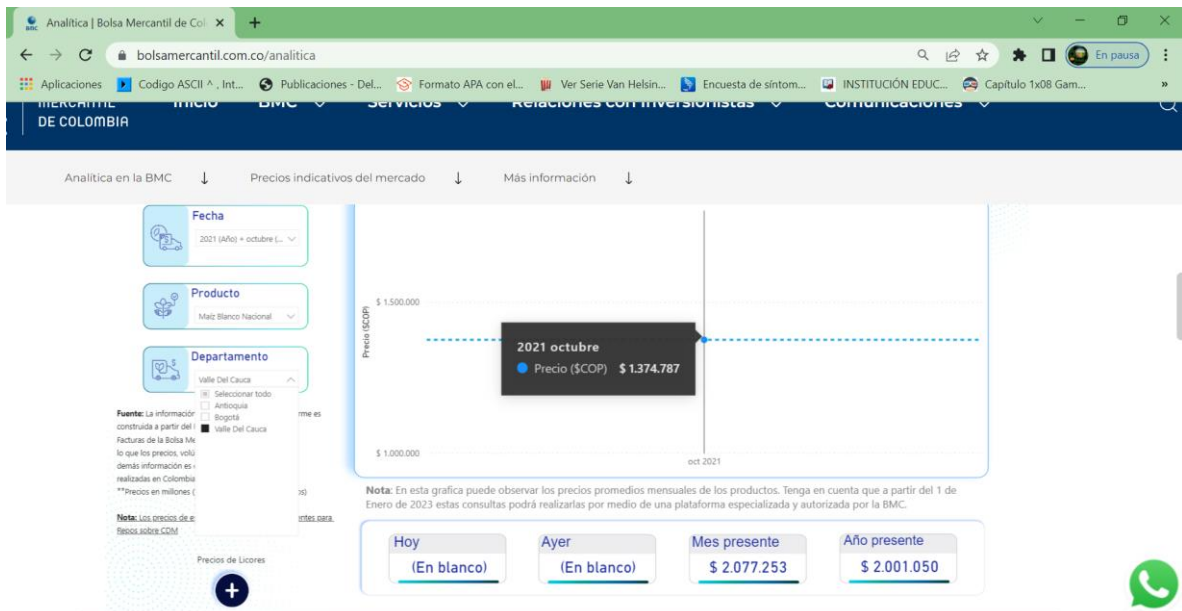 Analítica | Bolsa Mercantil de Col
bolsamercantil.com.co/analitica
En pausa
Aplicaciones Codigo ASCII ^ , Int... Publicaciones - Del... Formato APA con el... Ver Serie Van Helsin... Encuesta de síntom... INSTITUCIÓN EDUC... Capítulo 1x08 Gam... »
MERCANTIL
DE COLOMBIA
Inicio BMC Servicios Relaciones con inversionistas Comunicaciones
Analítica en la BMC ↓ Precios indicativos del mercado ↓ Más información ↓
Fecha
2021 (Año) + octubre (...
Producto
Maíz Blanco Nacional
Departamento
Valle Del Cauca
Seleccionar todo
Antioquia
Bogotá
Valle Del Cauca
Fuente: La información
rme es
construida a partir del
Facturas de la Bolsa Me
lo que los precios, volú
demás información es
realizadas en Colombia
**Precios en millones (
os)
Nota: Los precios de e
entes para
Repos sobre CDM
Precios de Licores
+
Precio ($COP)
$ 1.500.000
$ 1.000.000
2021 octubre
Precio ($COP) $ 1.374.787
oct 2021
Nota: En esta grafica puede observar los precios promedios mensuales de los productos. Tenga en cuenta que a partir del 1 de
Enero de 2023 estas consultas podrá realizarlas por medio de una plataforma especializada y autorizada por la BMC.
Hoy
(En blanco)
Ayer
(En blanco)
Mes presente
$ 2.077.253
Año presente
$ 2.001.050